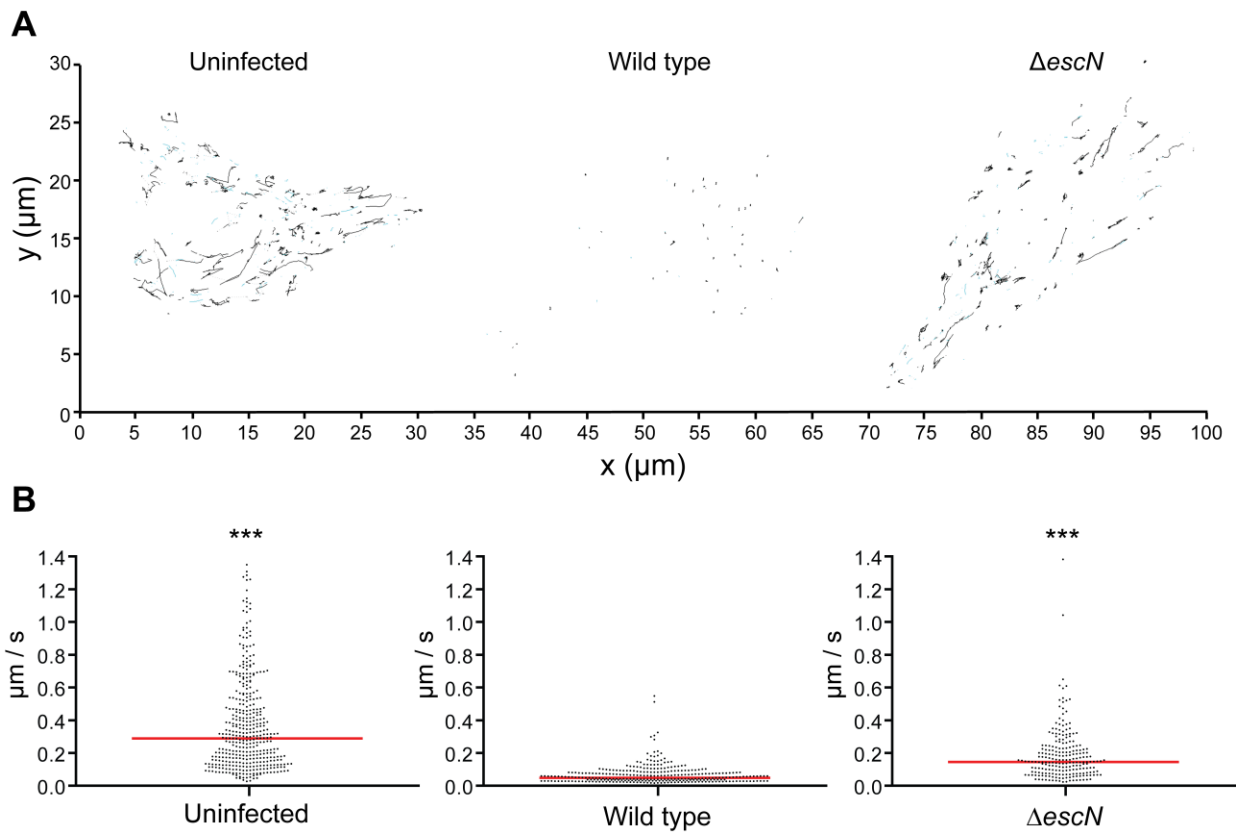 A
Uninfected Wild type ΔescN
30
25
20
15
10
5
0
y (μm)
0 5 10 15 20 25 30 35 40 45 50 55 60 65 70 75 80 85 90 95 100
x (μm)
B
*** ***
1.4 1.4 1.4
1.2 1.2 1.2
1.0 1.0 1.0
0.8 0.8 0.8
0.6 0.6 0.6
0.4 0.4 0.4
0.2 0.2 0.2
0.0 0.0 0.0
μm / s μm / s μm / s
Uninfected Wild type ΔescN